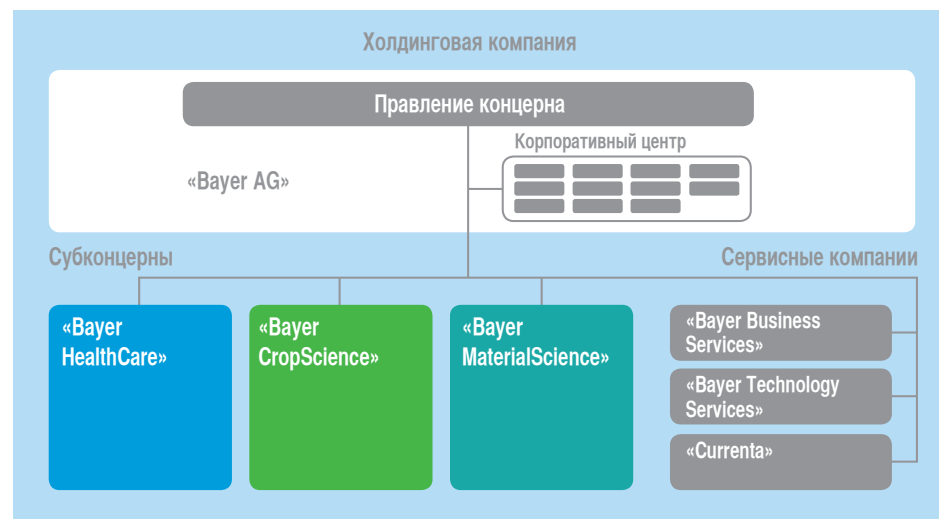 Холдинговая компания
Правление концерна
Корпоративный центр
«Bayer AG»
Субконцерны
Сервисные компании
«Bayer
HealthCare»
«Bayer
CropScience»
«Bayer
MaterialScience»
«Bayer Business
Services»
«Bayer Technology
Services»
«Currenta»